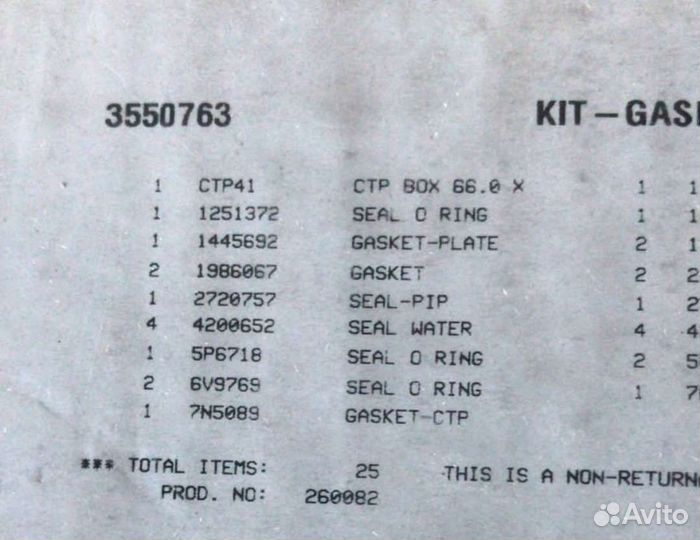 3550763 KIT-GAS
1 CTP41 CTP BOX 66.0 X 1 1
1 1251372 SEAL O RING 1 1
1 1445692 GASKET-PLATE 2 1
2 1986067 GASKET 2 2
1 2720757 SEAL-PIP 1 2
4 4200652 SEAL WATER 4 4
1 5P6718 SEAL O RING 2 5
2 6V9769 SEAL O RING 1 7
1 7N5089 GASKET-CTP
*** TOTAL ITEMS: 25 THIS IS A NON-RETURN
PROD. NO: 260082
Avito